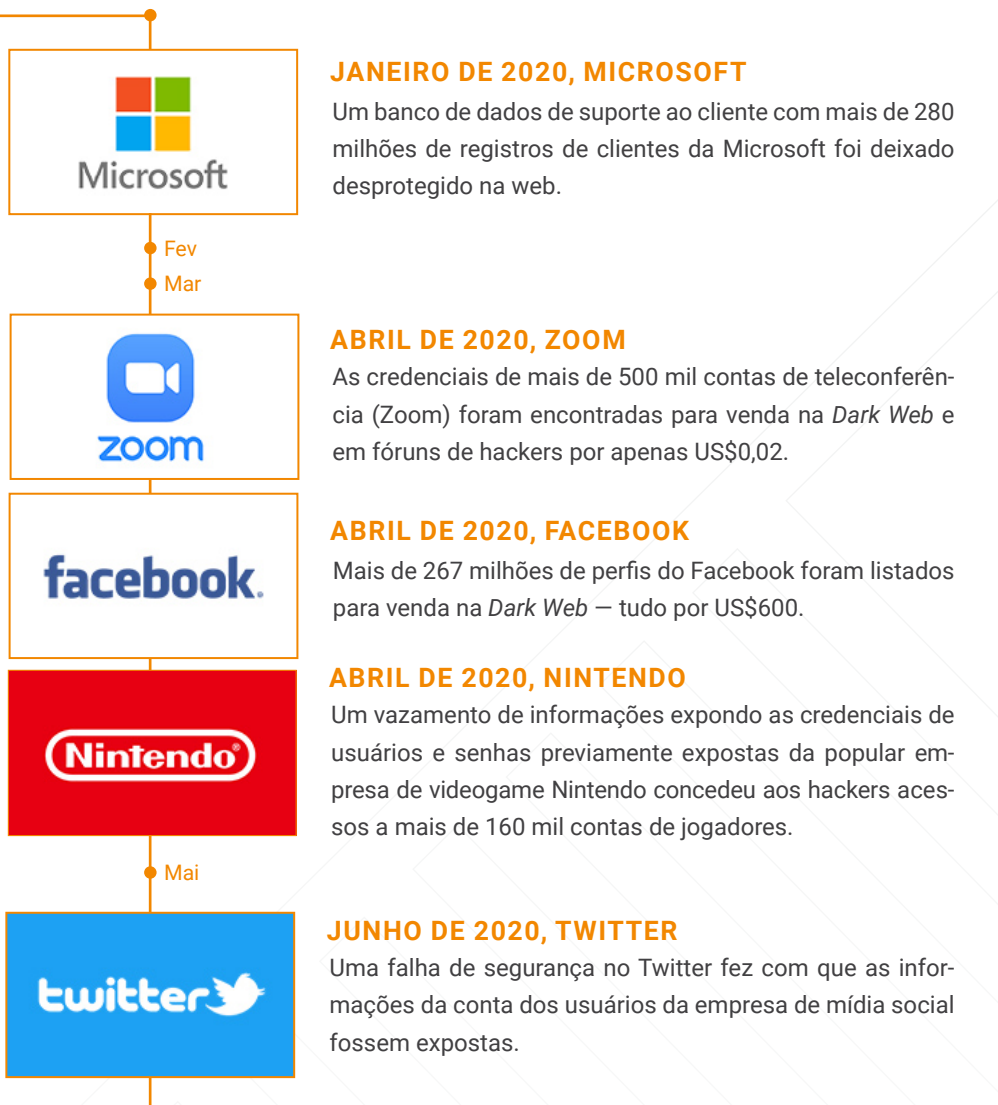 JANEIRO DE 2020, MICROSOFT
Microsoft
Um banco de dados de suporte ao cliente com mais de 280
milhões de registros de clientes da Microsoft foi deixado
desprotegido na web.
Fev
Mar
ABRIL DE 2020, ZOOM
zoom
As credenciais de mais de 500 mil contas de teleconferên-
cia (Zoom) foram encontradas para venda na Dark Web e
em fóruns de hackers por apenas US$0,02.
ABRIL DE 2020, FACEBOOK
facebook.
Mais de 267 milhões de perfis do Facebook foram listados
para venda na Dark Web — tudo por US$600.
ABRIL DE 2020, NINTENDO
Nintendo®
Um vazamento de informações expondo as credenciais de
usuários e senhas previamente expostas da popular em-
presa de videogame Nintendo concedeu aos hackers aces-
sos a mais de 160 mil contas de jogadores.
Mai
JUNHO DE 2020, TWITTER
twitter
Uma falha de segurança no Twitter fez com que as infor-
mações da conta dos usuários da empresa de mídia social
fossem expostas.